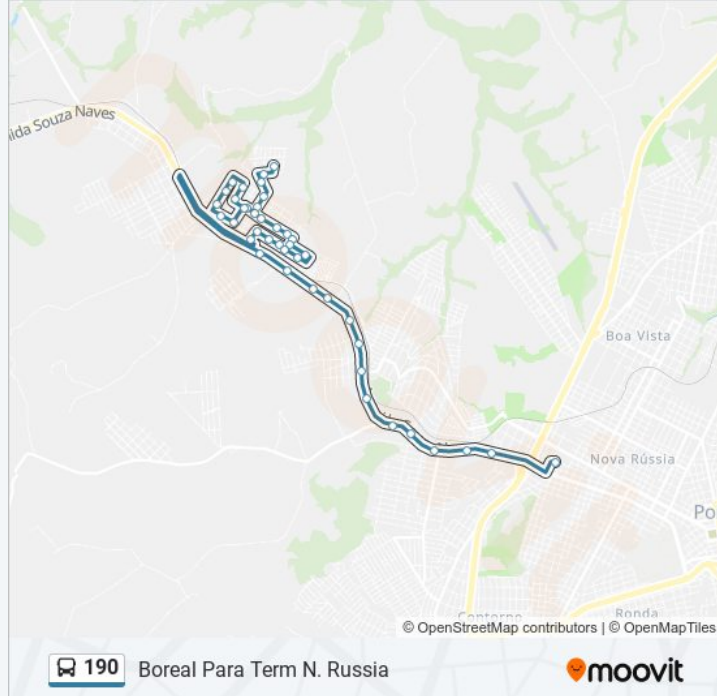 ida Souza Naves
Boa Vista
Nova Rússia
Po
Contorno
Ronda
© OpenStreetMap contributors | © OpenMapTiles
190 Boreal Para Term N. Russia
moovit